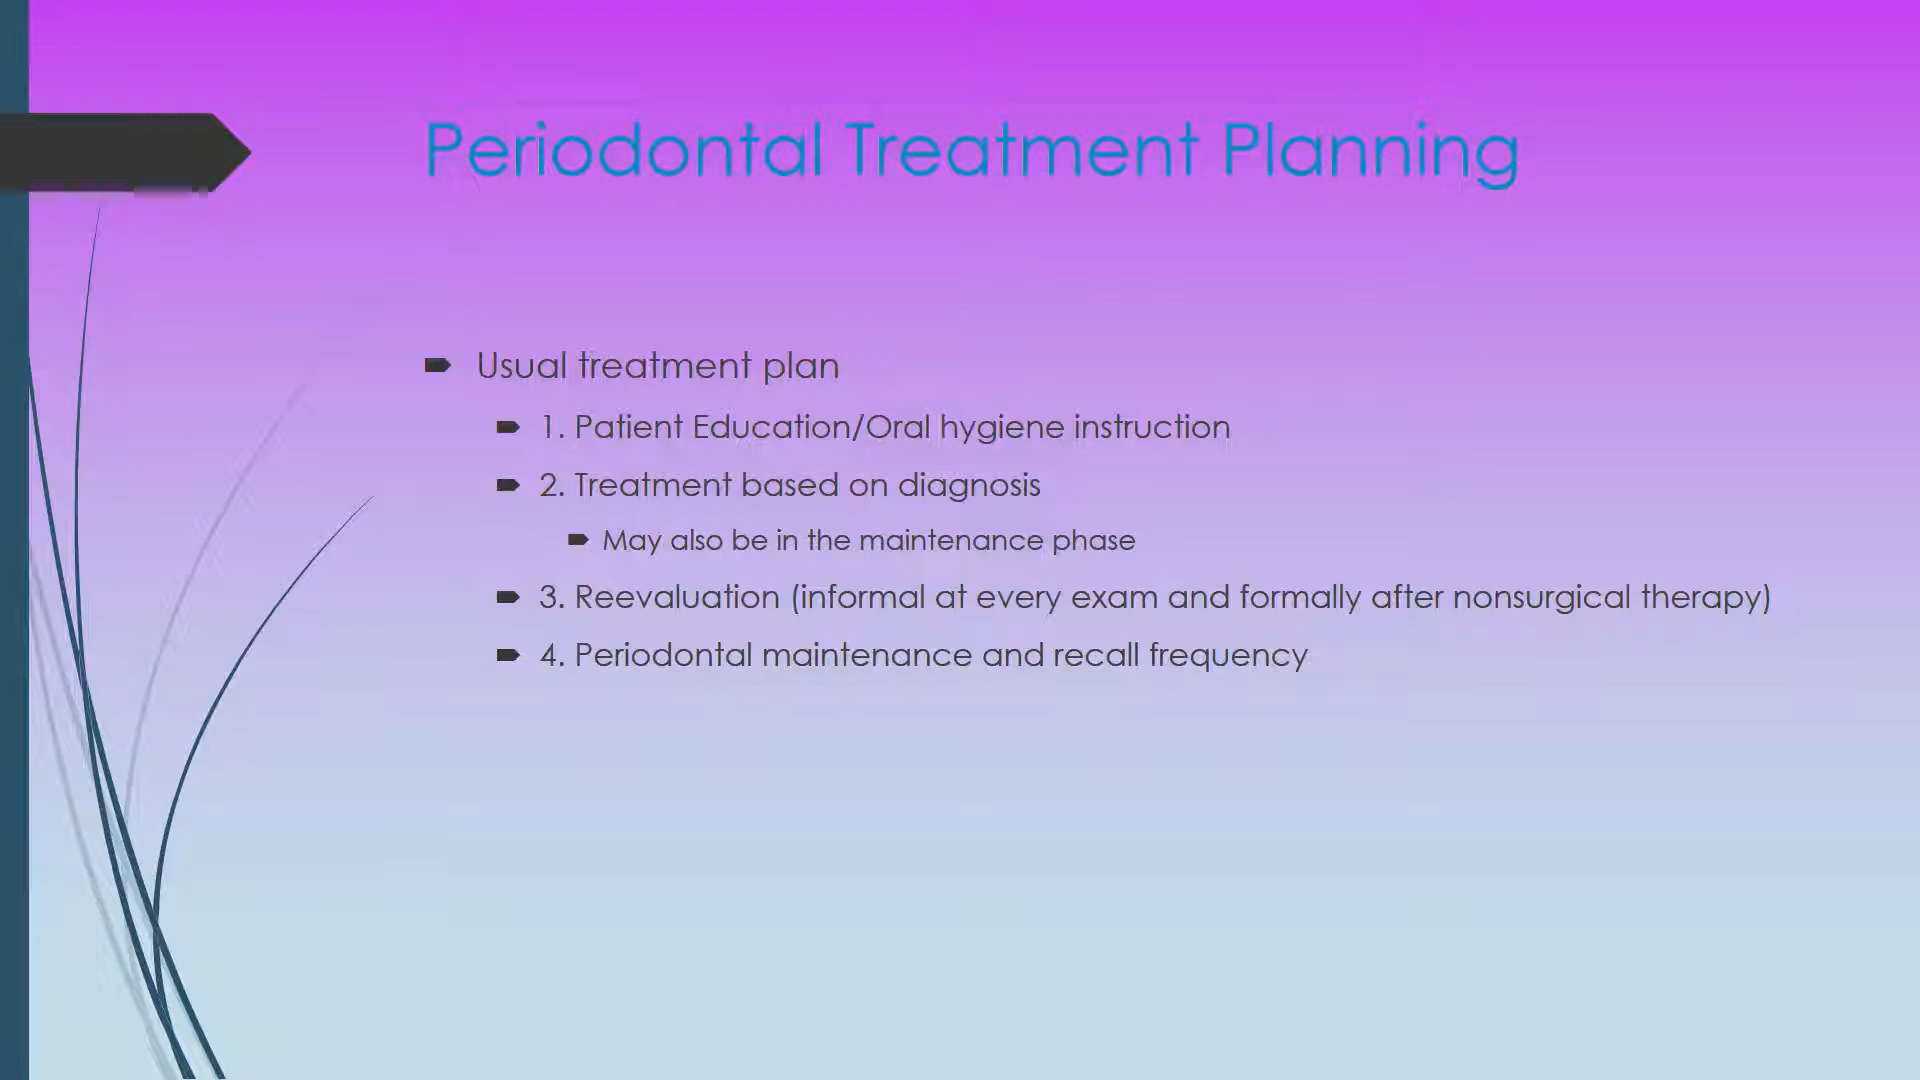 Periodontal Treatment Planning
Usual treatment plan
1. Patient Education/Oral hygiene instruction
2. Treatment based on diagnosis
May also be in the maintenance phase
3. Reevaluation (informal at every exam and formally after nonsurgical therapy)
4. Periodontal maintenance and recall frequency